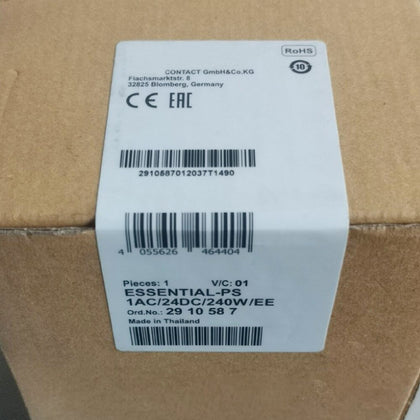 RoHS
10
CONTACT GmbH&Co.KG
Flachsmarktstr. 8
32825 Blomberg, Germany
CE EAC
2910587012037T1490
4 055626 464404
Pieces: 1 V/C: 01
ESSENTIAL-PS
1AC/24DC/240W/EE
Ord.No.: 29 10 58 7
Made in Thailand